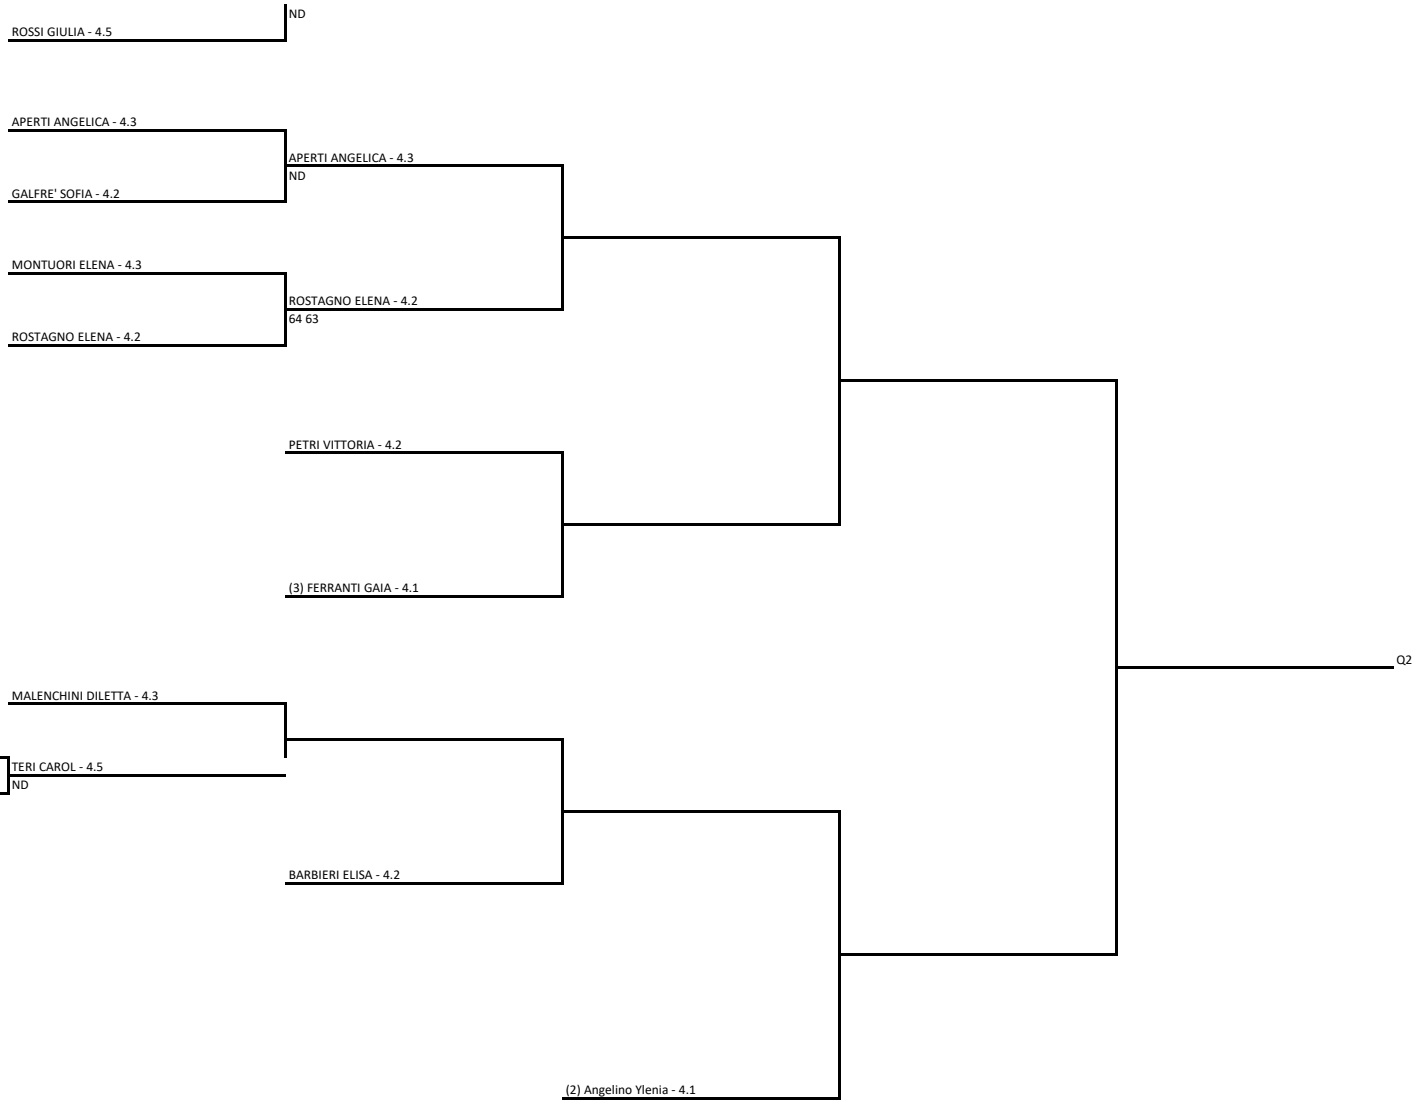 ND
ROSSI GIULIA - 4.5
APERTI ANGELICA - 4.3
APERTI ANGELICA - 4.3
ND
GALFRE' SOFIA - 4.2
MONTUORI ELENA - 4.3
ROSTAGNO ELENA - 4.2
64 63
ROSTAGNO ELENA - 4.2
PETRI VITTORIA - 4.2
(3) FERRANTI GAIA - 4.1
Q2
MALENCHINI DILETTA - 4.3
TERI CAROL - 4.5
ND
BARBIERI ELISA - 4.2
(2) Angelino Ylenia - 4.1